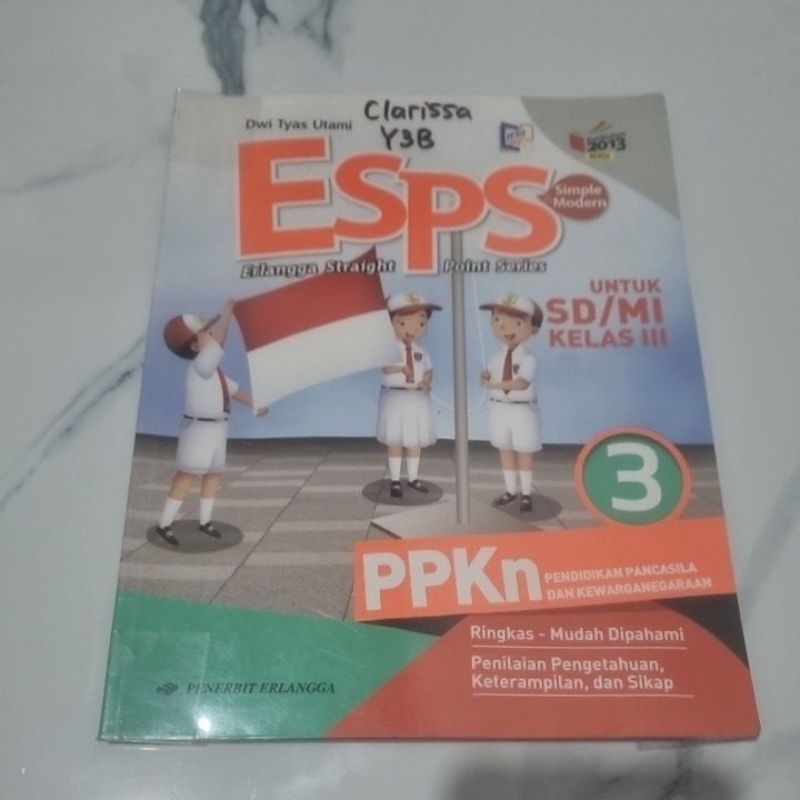 Clarissa
Dwi Tyas Utami
Y3B
2013
ESPS
Simple
Modern
Erlangga Straight Point Series
UNTUK
SD/MI
KELAS III
3
PPKn
PENDIDIKAN PANCASILA
DAN KEWARGANEGARAAN
Ringkas - Mudah Dipahami
Penilaian Pengetahuan,
Keterampilan, dan Sikap
PENERBIT ERLANGGA